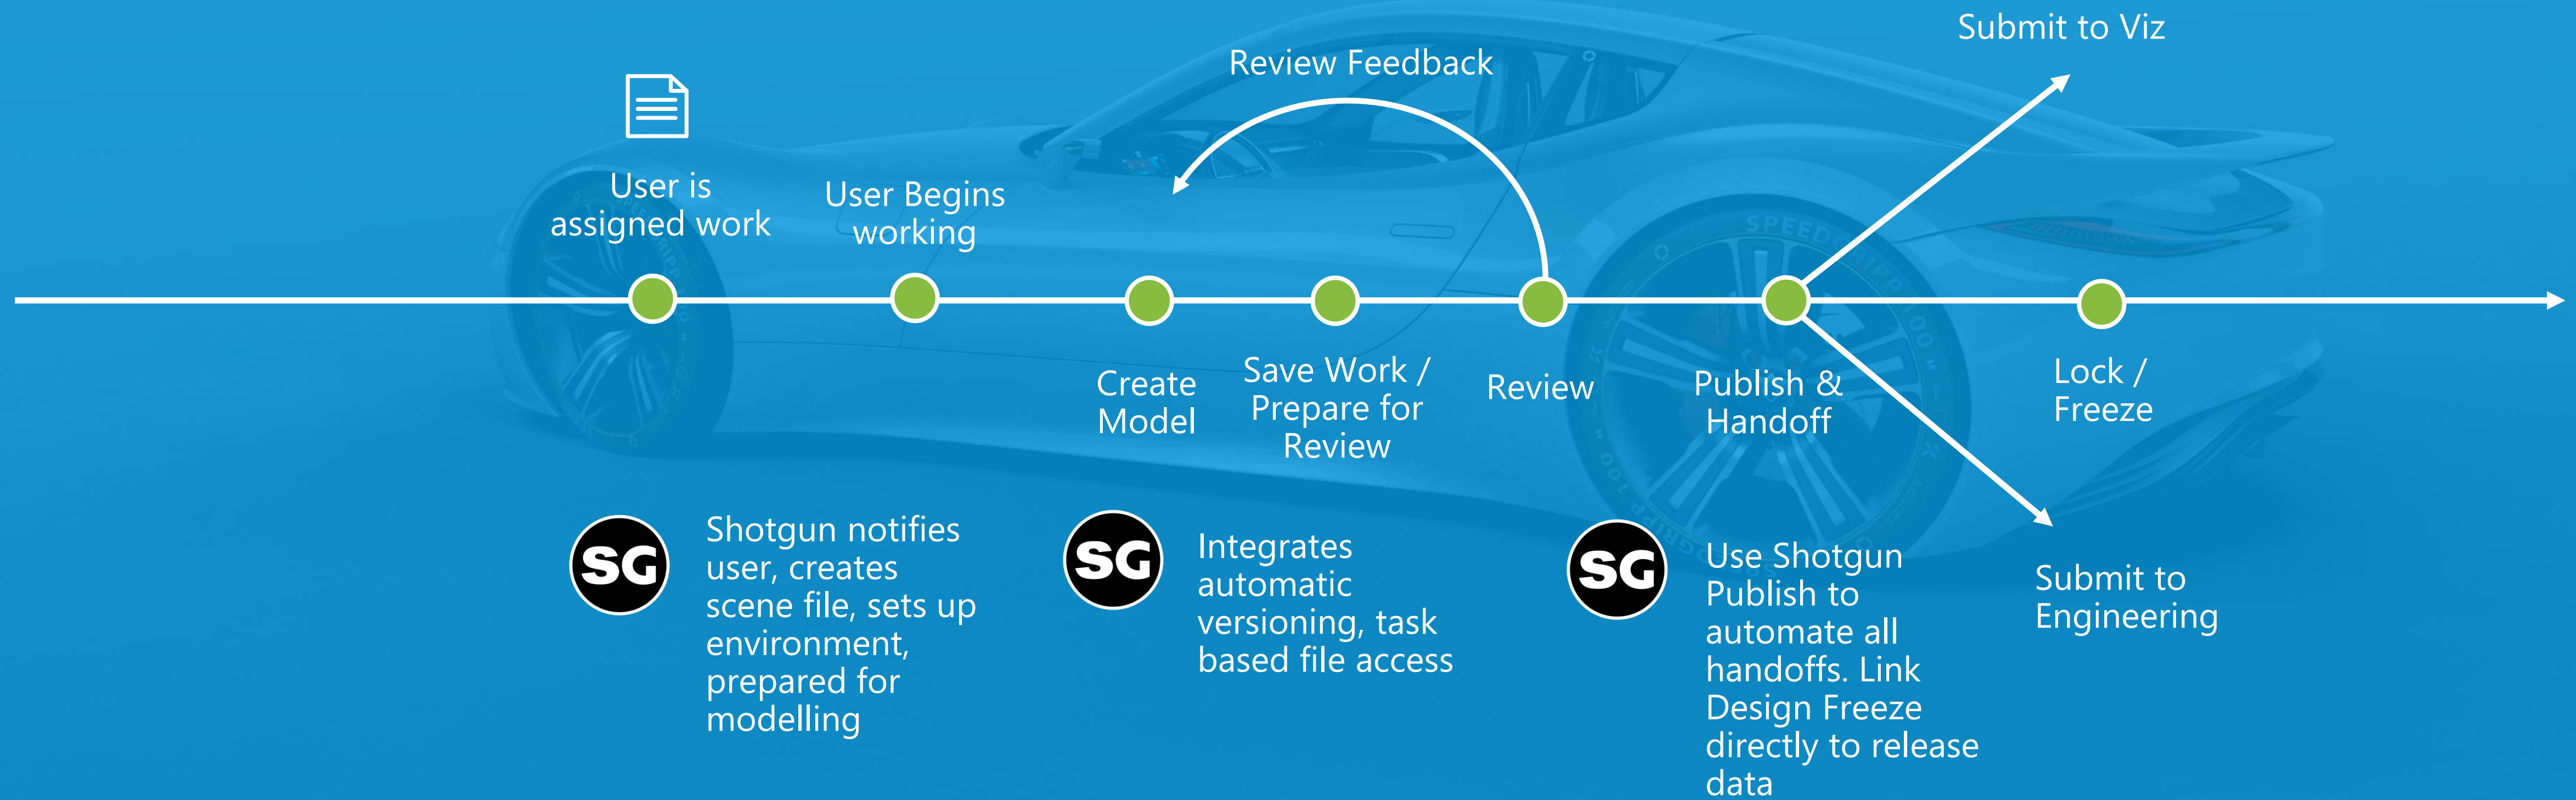 Submit to Viz
Review Feedback
User is
assigned work
User Begins
working
Create
Model
Save Work /
Prepare for
Review
Review
Publish &
Handoff
Lock /
Freeze
SG
Shotgun notifies
user, creates
scene file, sets up
environment,
prepared for
modelling
SG
Integrates
automatic
versioning, task
based file access
SG
Use Shotgun
Publish to
automate all
handoffs. Link
Design Freeze
directly to release
data
Submit to
Engineering